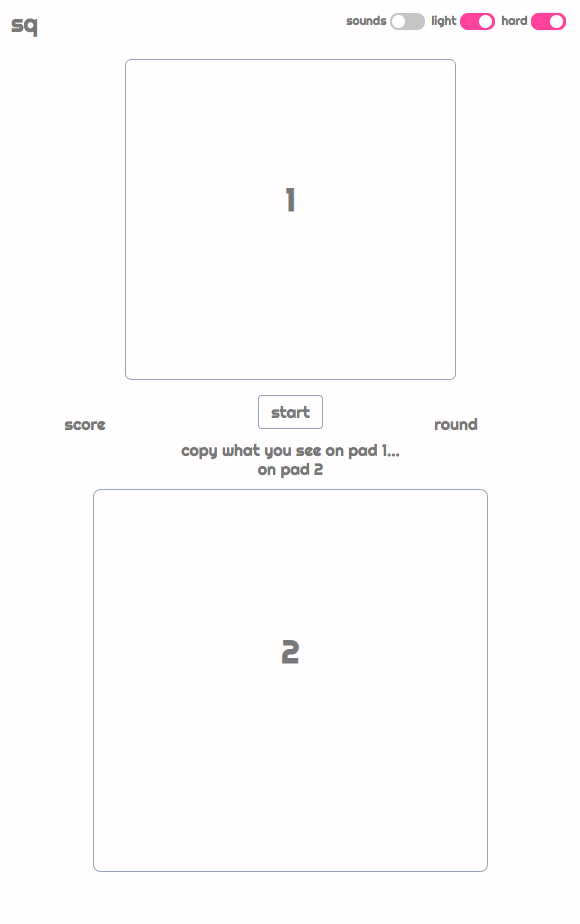 sq
sounds light hard
1
start
score
round
copy what you see on pad 1...
on pad 2
2